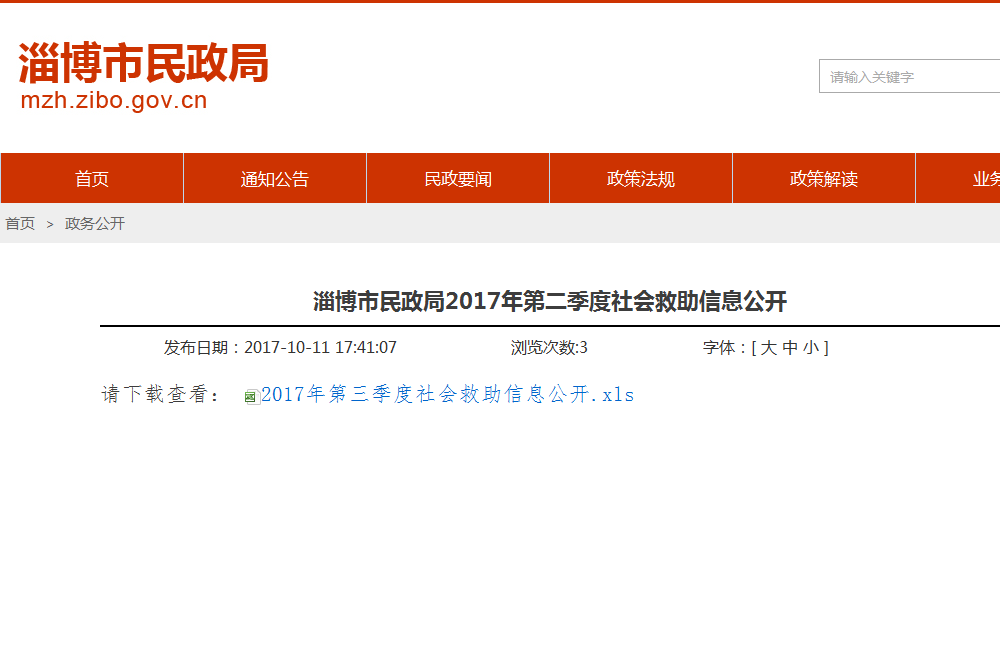 淄博市民政局
mzh.zibo.gov.cn
请输入关键字
首页 通知公告 民政要闻 政策法规 政策解读 业务
首页 > 政务公开
淄博市民政局2017年第二季度社会救助信息公开
发布日期：2017-10-11 17:41:07 浏览次数:3 字体：[ 大 中 小 ]
请下载查看： 2017年第三季度社会救助信息公开.xls